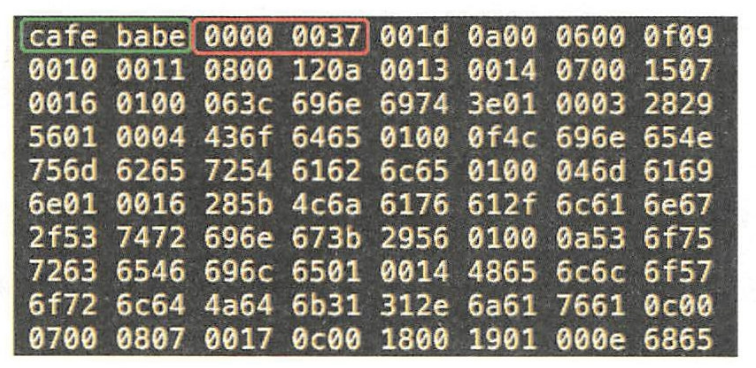 cafe babe 0000 0037 001d 0a00 0600 0f09
0010 0011 0800 120a 0013 0014 0700 1507
0016 0100 063c 696e 6974 3e01 0003 2829
5601 0004 436f 6465 0100 0f4c 696e 654e
756d 6265 7254 6162 6c65 0100 046d 6169
6e01 0016 285b 4c6a 6176 612f 6c61 6e67
2f53 7472 696e 673b 2956 0100 0a53 6f75
7263 6546 696c 6501 0014 4865 6c6c 6f57
6f72 6c64 4a64 6b31 312e 6a61 7661 0c00
0700 0807 0017 0c00 1800 1901 000e 6865